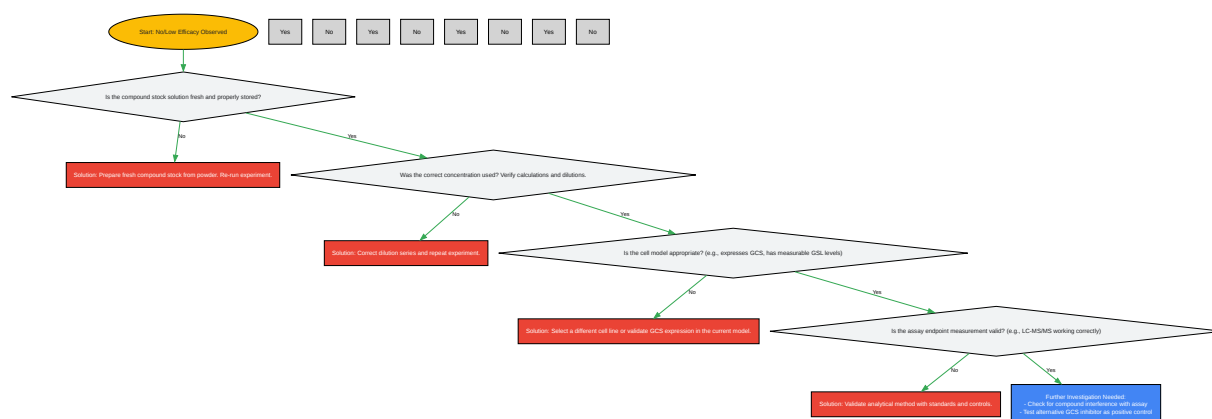 Start: No/Low Efficacy Observed
Yes
No
Yes
No
Yes
No
Yes
No
Is the compound stock solution fresh and properly stored?
No
Yes
Solution: Prepare fresh compound stock from powder. Re-run experiment.
Was the correct concentration used? Verify calculations and dilutions.
No
Yes
Solution: Correct dilution series and repeat experiment.
Is the cell model appropriate? (e.g., expresses GCS, has measurable GSL levels)
No
Yes
Solution: Select a different cell line or validate GCS expression in the current model.
Is the assay endpoint measurement valid? (e.g., LC-MS/MS working correctly)
No
Yes
Solution: Validate analytical method with standards and controls.
Further Investigation Needed:
- Check for compound interference with assay
- Test alternative GCS inhibitor as positive control